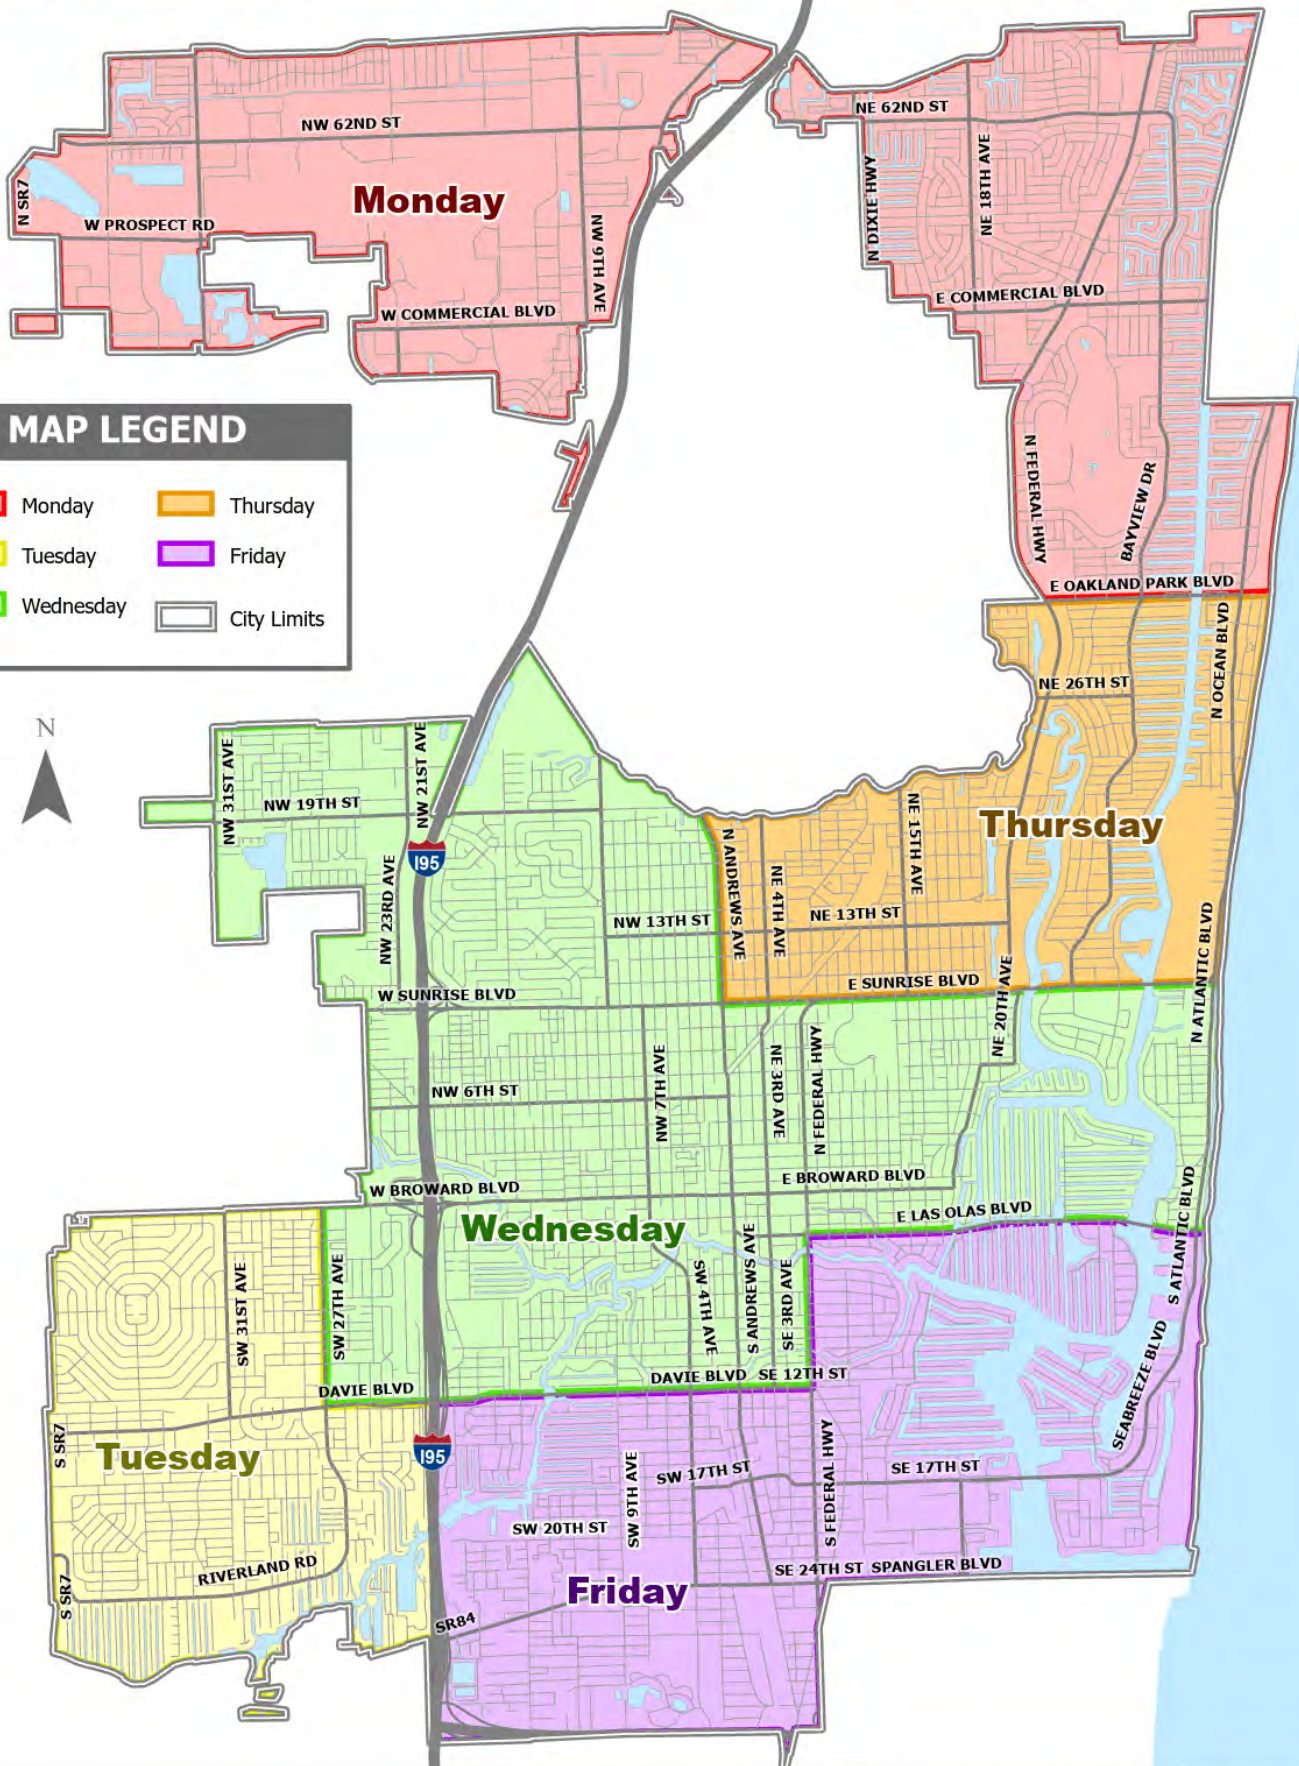 NE 62ND ST
NW 62ND ST
NE 18TH AVE
N DIXIE HWY
N SR7
Monday
W PROSPECT RD
NW 9TH AVE
E COMMERCIAL BLVD
W COMMERCIAL BLVD
MAP LEGEND
Monday
Thursday
Tuesday
Friday
Wednesday
City Limits
N FEDERAL HWY
BAYVIEW DR
E OAKLAND PARK BLVD
N OCEAN BLVD
NE 26TH ST
N
NW 31ST AVE
NW 21ST AVE
NW 19TH ST
Thursday
NE 15TH AVE
I95
N ANDREWS AVE
NE 4TH AVE
NW 23RD AVE
NW 13TH ST
NE 13TH ST
N ATLANTIC BLVD
E SUNRISE BLVD
W SUNRISE BLVD
NE 20TH AVE
NW 6TH ST
NW 7TH AVE
NE 3RD AVE
N FEDERAL HWY
E BROWARD BLVD
W BROWARD BLVD
E LAS OLAS BLVD
Wednesday
S ATLANTIC BLVD
SW 31ST AVE
SW 27TH AVE
SW 4TH AVE
S ANDREWS AVE
SE 3RD AVE
DAVIE BLVD
DAVIE BLVD
SE 12TH ST
SEABREEZE BLVD
S SR7
Tuesday
I95
SW 9TH AVE
SW 17TH ST
SE 17TH ST
S FEDERAL HWY
SW 20TH ST
RIVERLAND RD
SE 24TH ST
SPANGLER BLVD
S SR7
Friday
SR84